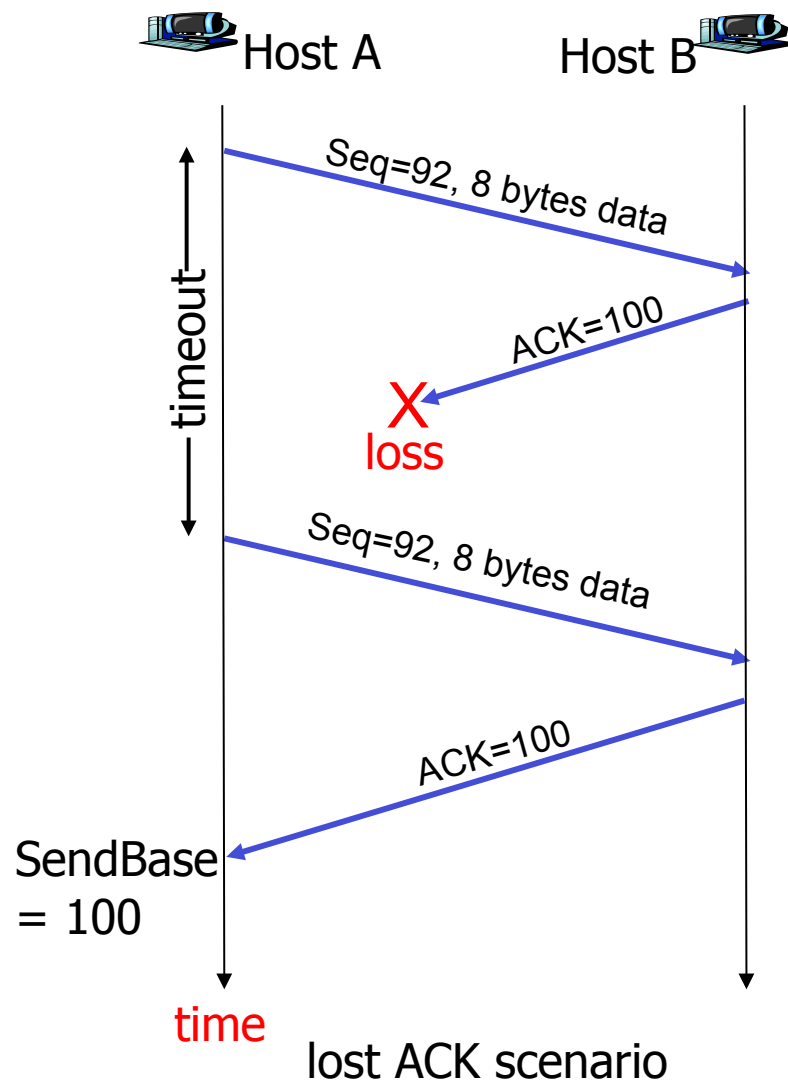 Host A
Host B
Seq=92, 8 bytes data
timeout
ACK=100
X
loss
Seq=92, 8 bytes data
ACK=100
SendBase
= 100
time
lost ACK scenario